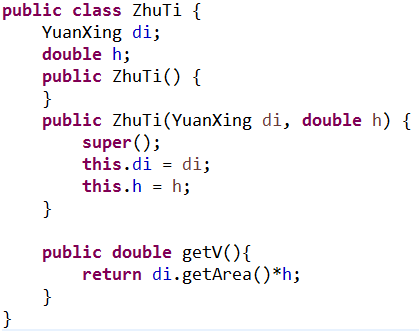 public class ZhuTi {
    YuanXing di;
    double h;
    public ZhuTi() {
    }
    public ZhuTi(YuanXing di, double h) {
        super();
        this.di = di;
        this.h = h;
    }

    public double getV(){
        return di.getArea()*h;
    }
}